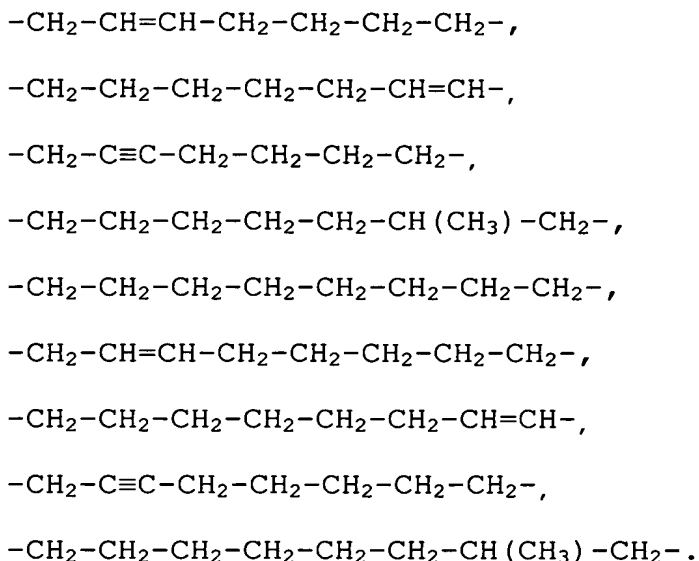 -CH₂-CH=CH-CH₂-CH₂-CH₂-CH₂-,
-CH₂-CH₂-CH₂-CH₂-CH₂-CH=CH-,
-CH₂-C≡C-CH₂-CH₂-CH₂-CH₂-,
-CH₂-CH₂-CH₂-CH₂-CH₂-CH(CH₃)-CH₂-,
-CH₂-CH₂-CH₂-CH₂-CH₂-CH₂-CH₂-CH₂-,
-CH₂-CH=CH-CH₂-CH₂-CH₂-CH₂-CH₂-,
-CH₂-CH₂-CH₂-CH₂-CH₂-CH₂-CH=CH-,
-CH₂-C≡C-CH₂-CH₂-CH₂-CH₂-CH₂-,
-CH₂-CH₂-CH₂-CH₂-CH₂-CH₂-CH(CH₃)-CH₂-.